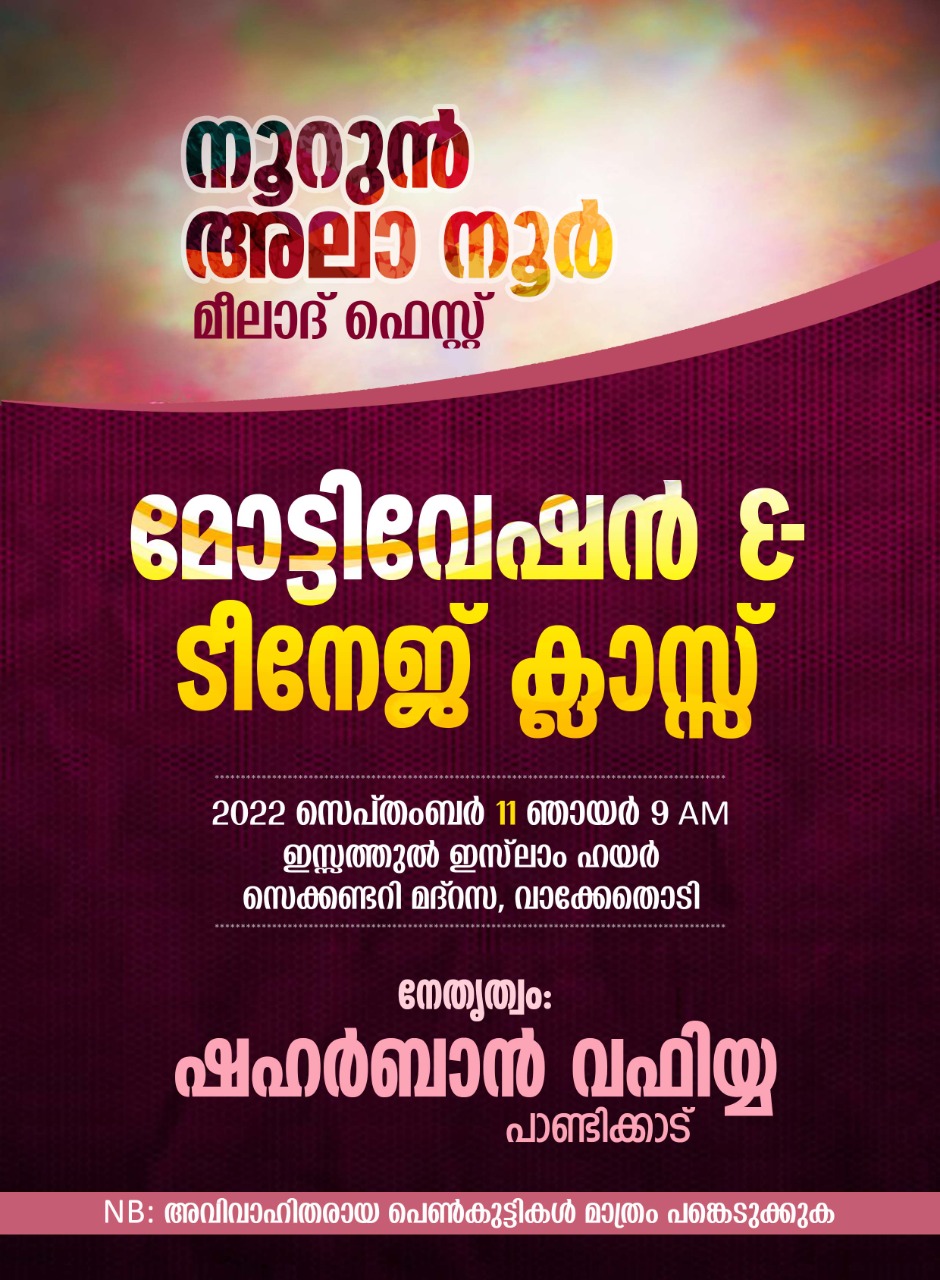 നൂറുൻ
അലാ നൂർ
മീലാദ് ഫെസ്റ്റ്
മോട്ടിവേഷൻ &
ടീനേജ് ക്ലാസ്സ്
2022 സെപ്തംബർ 11 ഞായർ 9 AM
ഇസ്സത്തുൽ ഇസ്‌ലാം ഹയർ
സെക്കണ്ടറി മദ്റസ, വാക്കേതൊടി
നേതൃത്വം:
ഷഹർബാൻ വഫിയ്യ
പാണ്ടിക്കാട്
NB: അവിവാഹിതരായ പെൺകുട്ടികൾ മാത്രം പങ്കെടുക്കുക